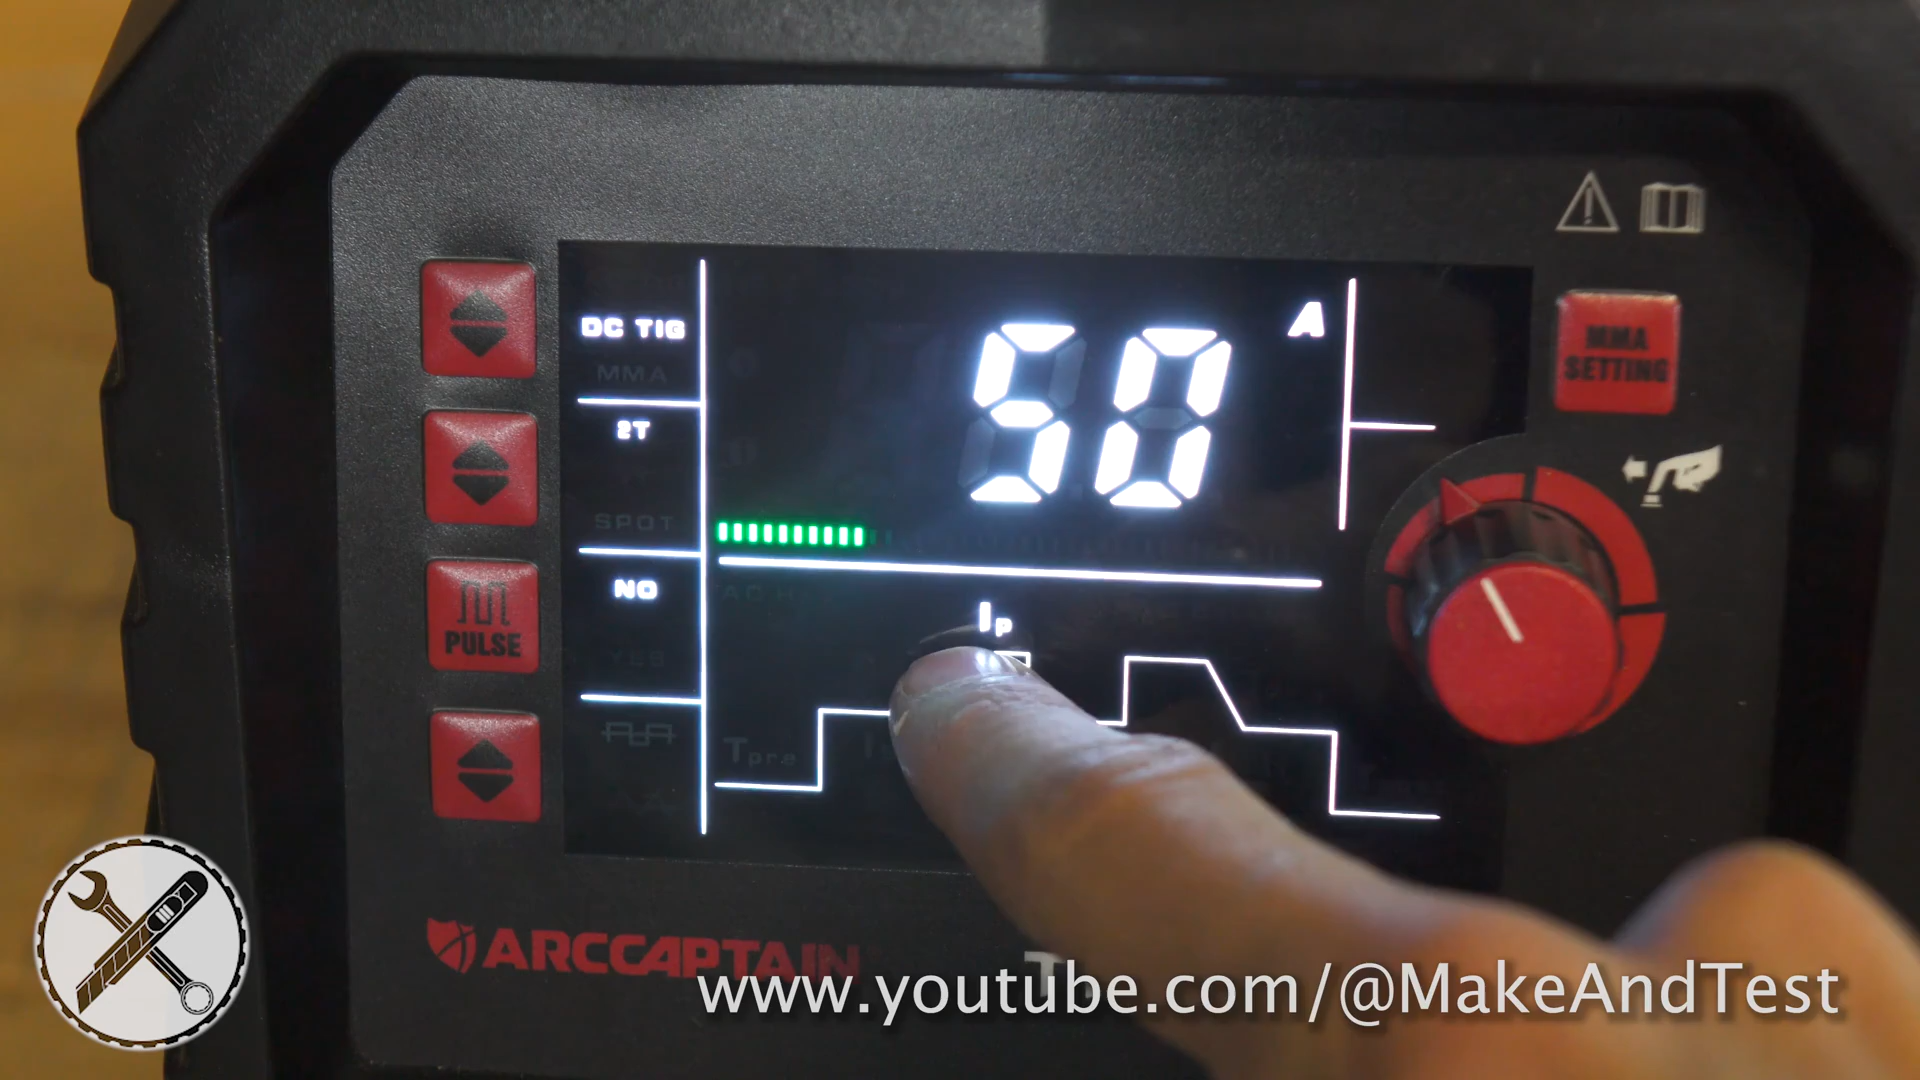 DC TIG
MMA
2T
SPOT
NO
YES
50
A
Ip
Tpre
MMA
SETTING
PULSE
ARCCAPTAIN
www.youtube.com/@MakeAndTest